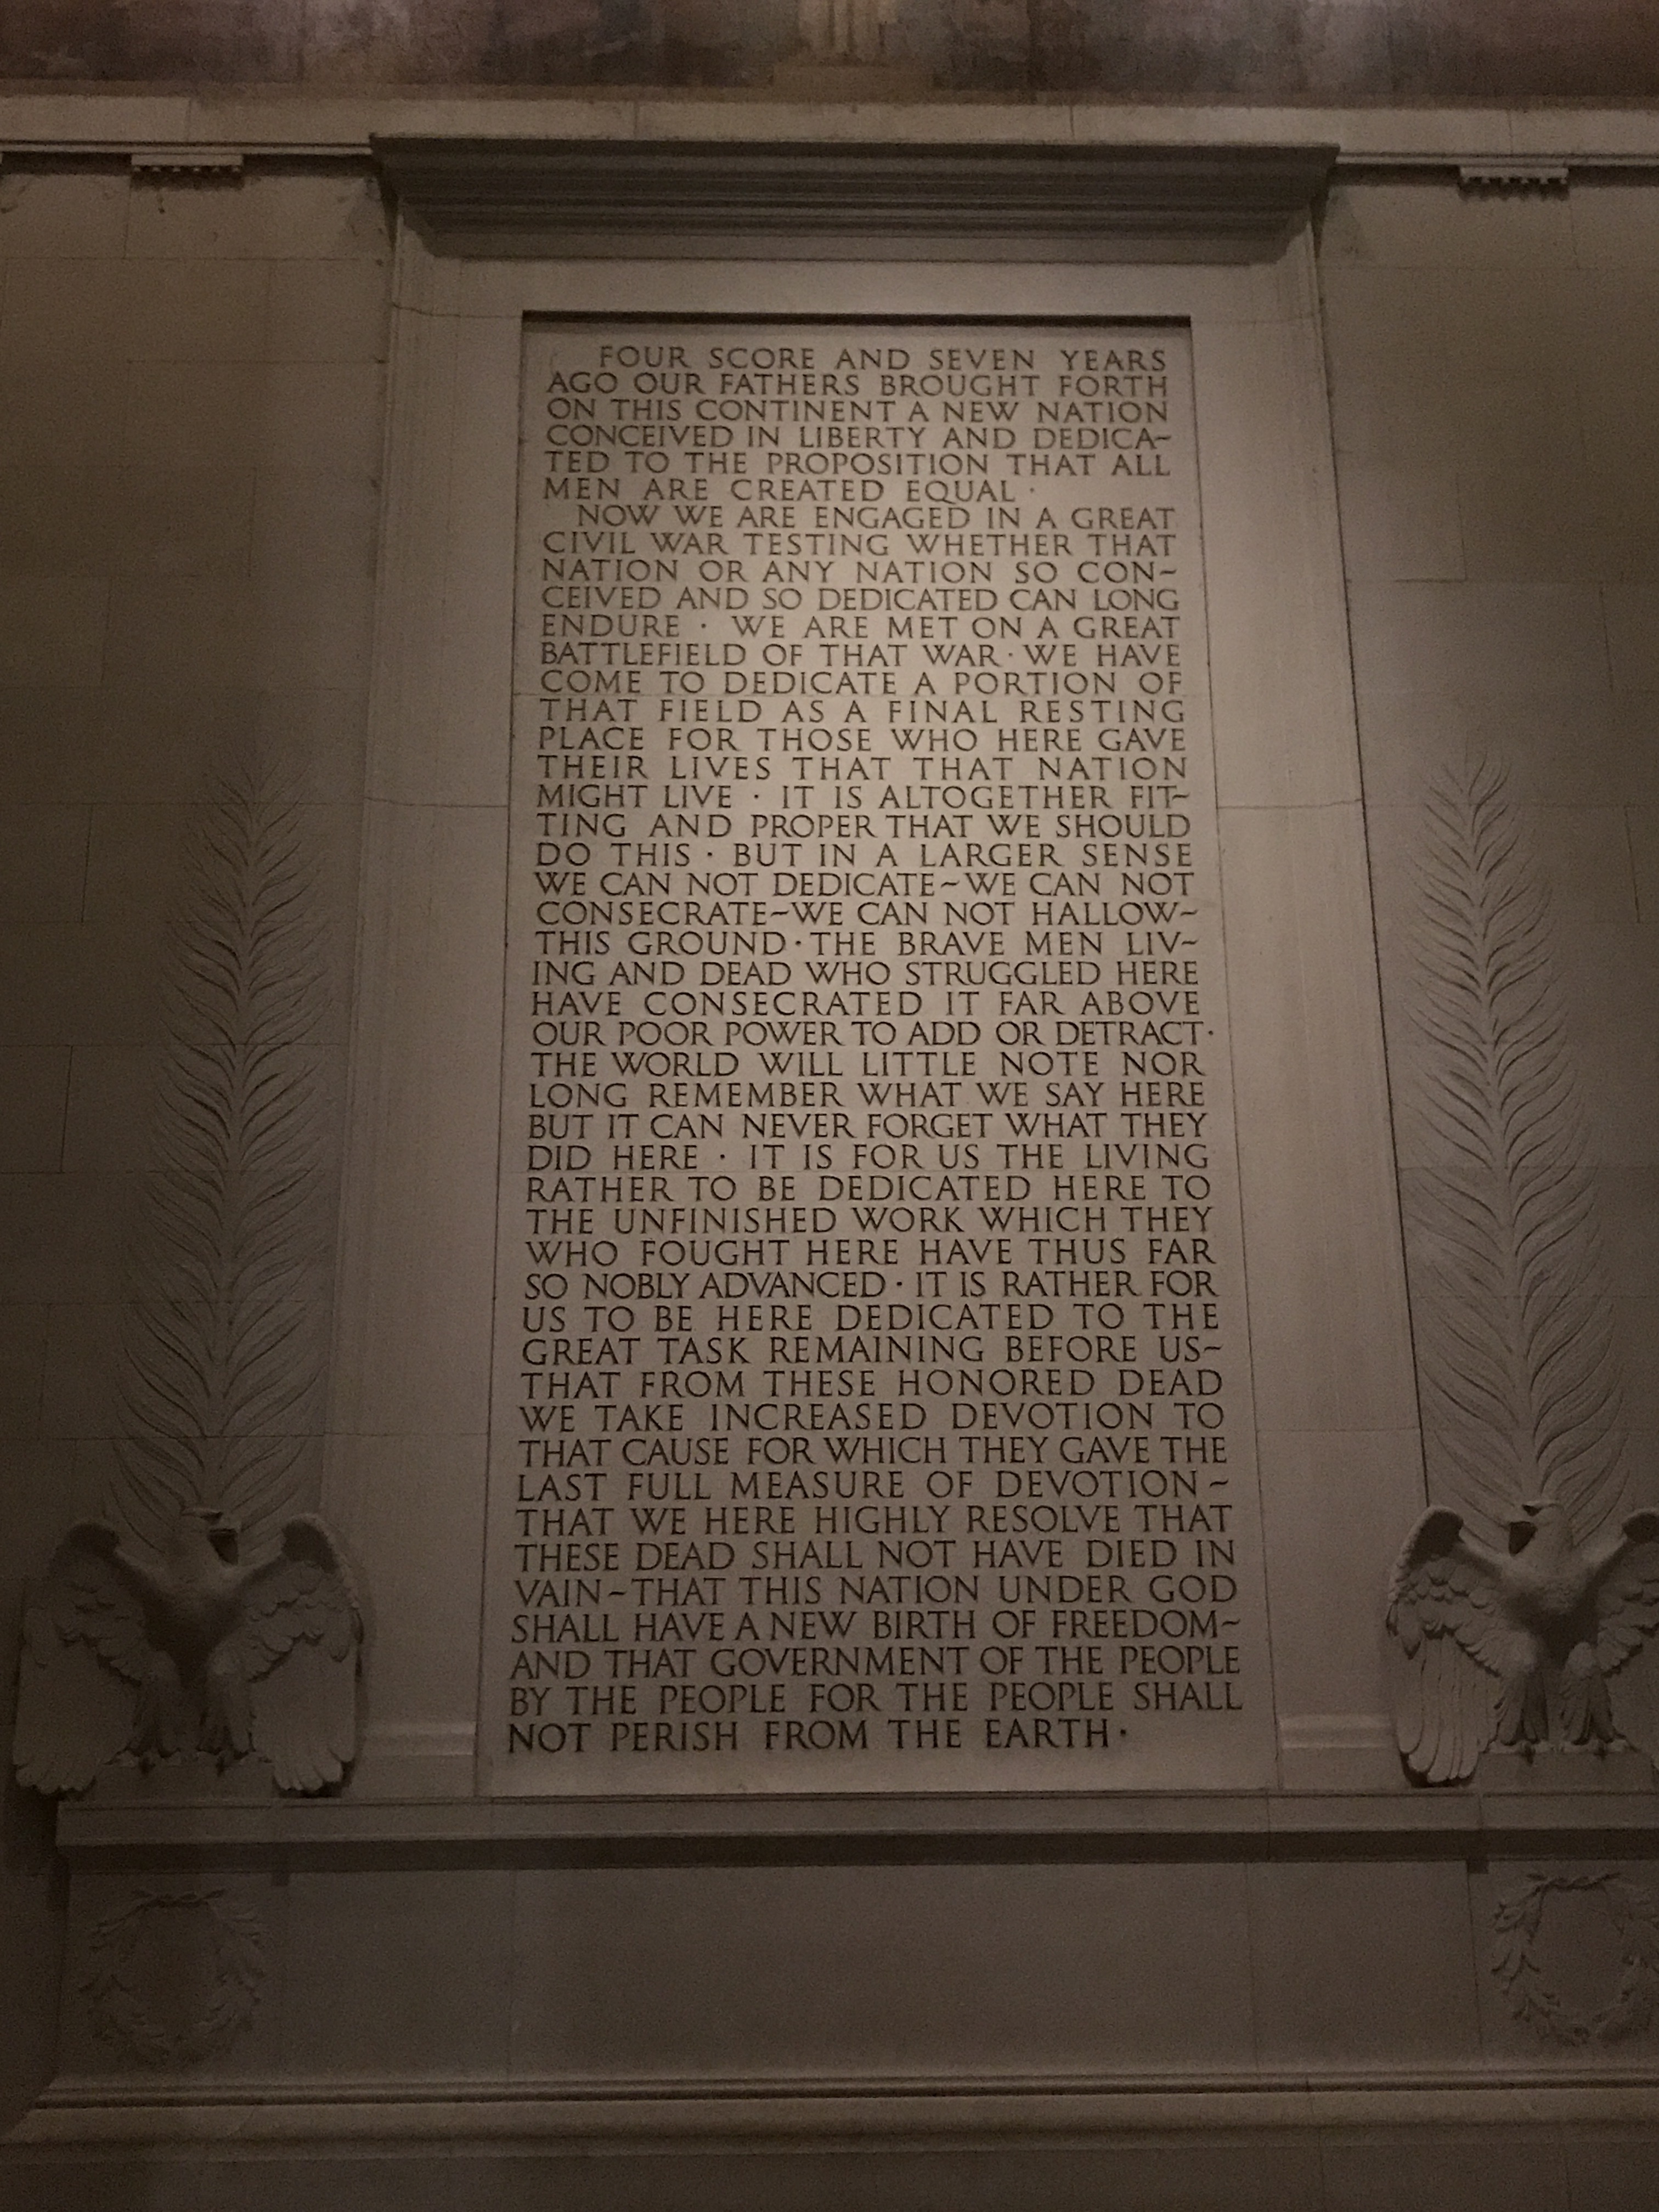 FOUR SCORE AND SEVEN YEARS
AGO OUR FATHERS BROUGHT FORTH
ON THIS CONTINENT A NEW NATION
CONCEIVED IN LIBERTY AND DEDICA~
TED TO THE PROPOSITION THAT ALL
MEN ARE CREATED EQUAL ·
NOW WE ARE ENGAGED IN A GREAT
CIVIL WAR TESTING WHETHER THAT
NATION OR ANY NATION SO CON~
CEIVED AND SO DEDICATED CAN LONG
ENDURE · WE ARE MET ON A GREAT
BATTLEFIELD OF THAT WAR · WE HAVE
COME TO DEDICATE A PORTION OF
THAT FIELD AS A FINAL RESTING
PLACE FOR THOSE WHO HERE GAVE
THEIR LIVES THAT THAT NATION
MIGHT LIVE · IT IS ALTOGETHER FIT~
TING AND PROPER THAT WE SHOULD
DO THIS · BUT IN A LARGER SENSE
WE CAN NOT DEDICATE~WE CAN NOT
CONSECRATE~WE CAN NOT HALLOW~
THIS GROUND · THE BRAVE MEN LIV~
ING AND DEAD WHO STRUGGLED HERE
HAVE CONSECRATED IT FAR ABOVE
OUR POOR POWER TO ADD OR DETRACT ·
THE WORLD WILL LITTLE NOTE NOR
LONG REMEMBER WHAT WE SAY HERE
BUT IT CAN NEVER FORGET WHAT THEY
DID HERE · IT IS FOR US THE LIVING
RATHER TO BE DEDICATED HERE TO
THE UNFINISHED WORK WHICH THEY
WHO FOUGHT HERE HAVE THUS FAR
SO NOBLY ADVANCED · IT IS RATHER FOR
US TO BE HERE DEDICATED TO THE
GREAT TASK REMAINING BEFORE US~
THAT FROM THESE HONORED DEAD
WE TAKE INCREASED DEVOTION TO
THAT CAUSE FOR WHICH THEY GAVE THE
LAST FULL MEASURE OF DEVOTION ~
THAT WE HERE HIGHLY RESOLVE THAT
THESE DEAD SHALL NOT HAVE DIED IN
VAIN~THAT THIS NATION UNDER GOD
SHALL HAVE A NEW BIRTH OF FREEDOM~
AND THAT GOVERNMENT OF THE PEOPLE
BY THE PEOPLE FOR THE PEOPLE SHALL
NOT PERISH FROM THE EARTH ·